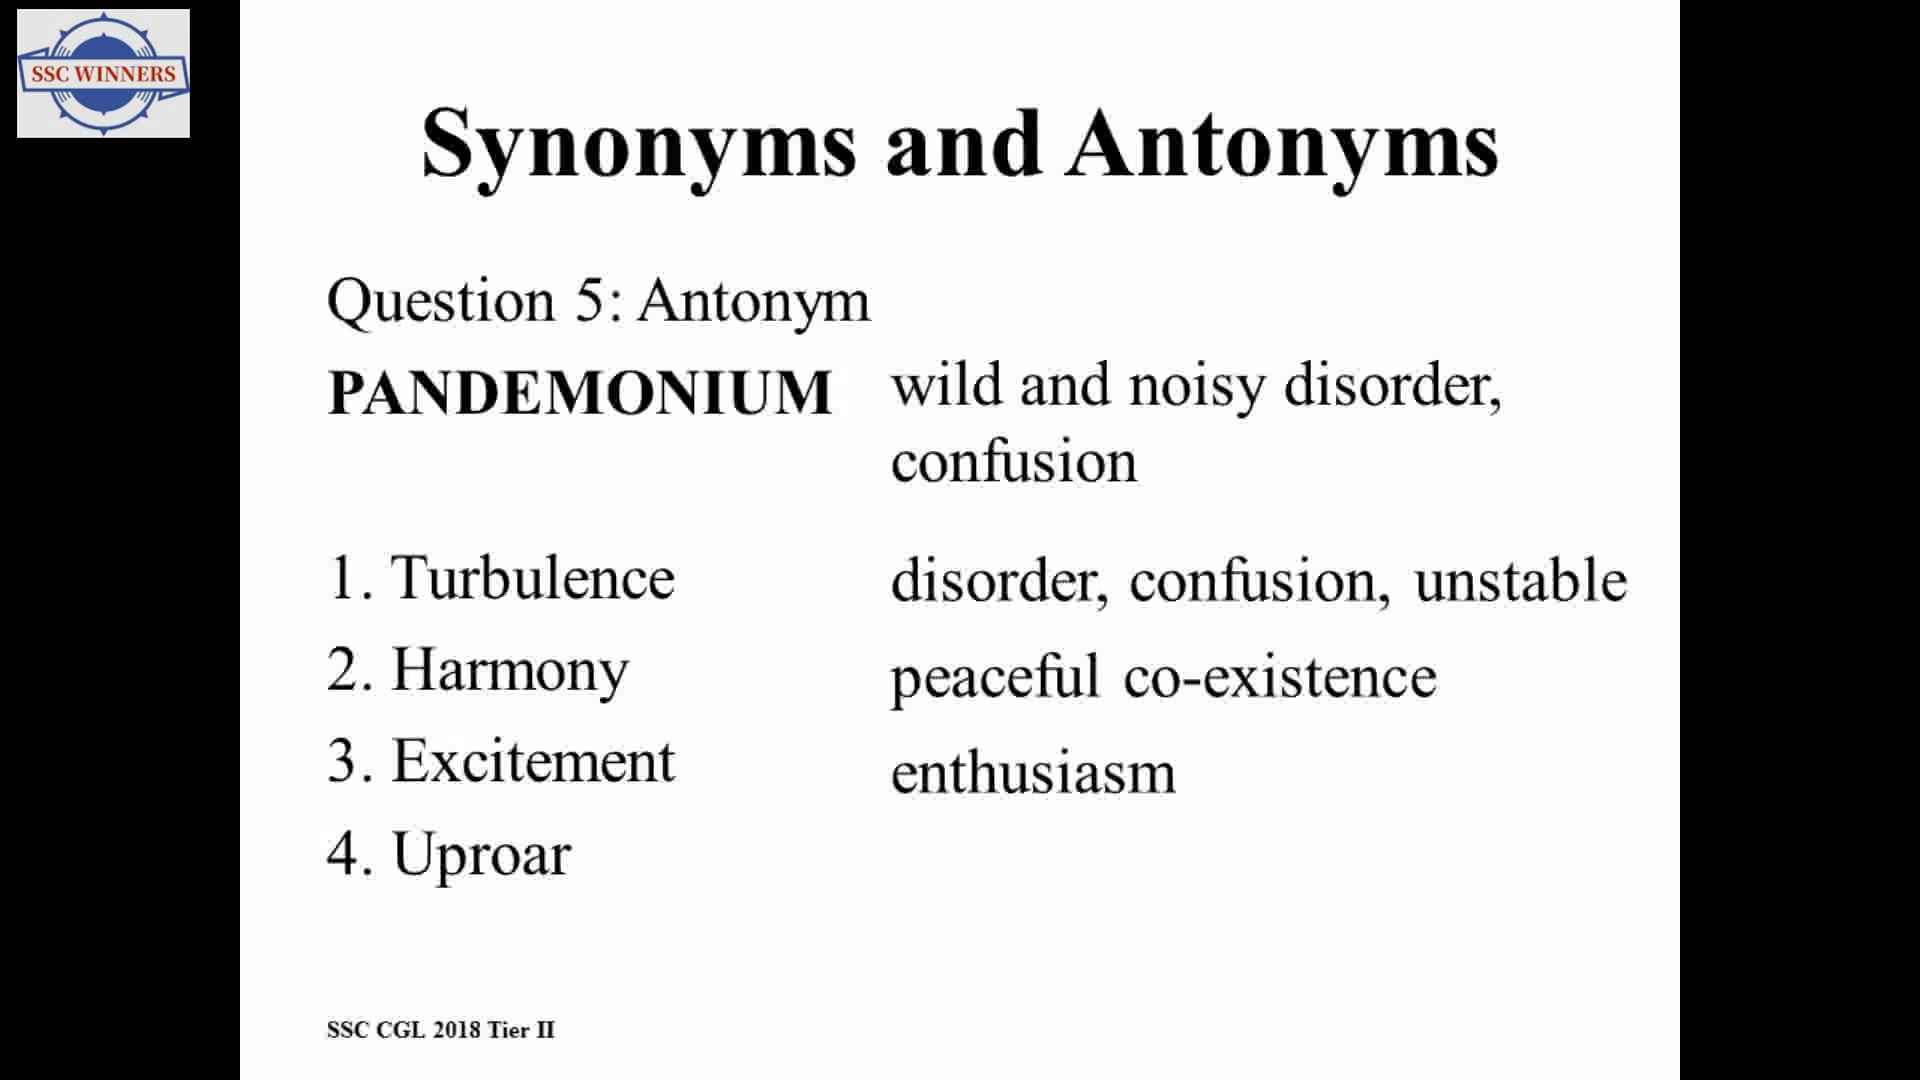 SSC WINNERS
Synonyms and Antonyms
Question 5: Antonym
PANDEMONIUM wild and noisy disorder,
confusion
1. Turbulence disorder, confusion, unstable
2. Harmony peaceful co-existence
3. Excitement enthusiasm
4. Uproar
SSC CGL 2018 Tier II